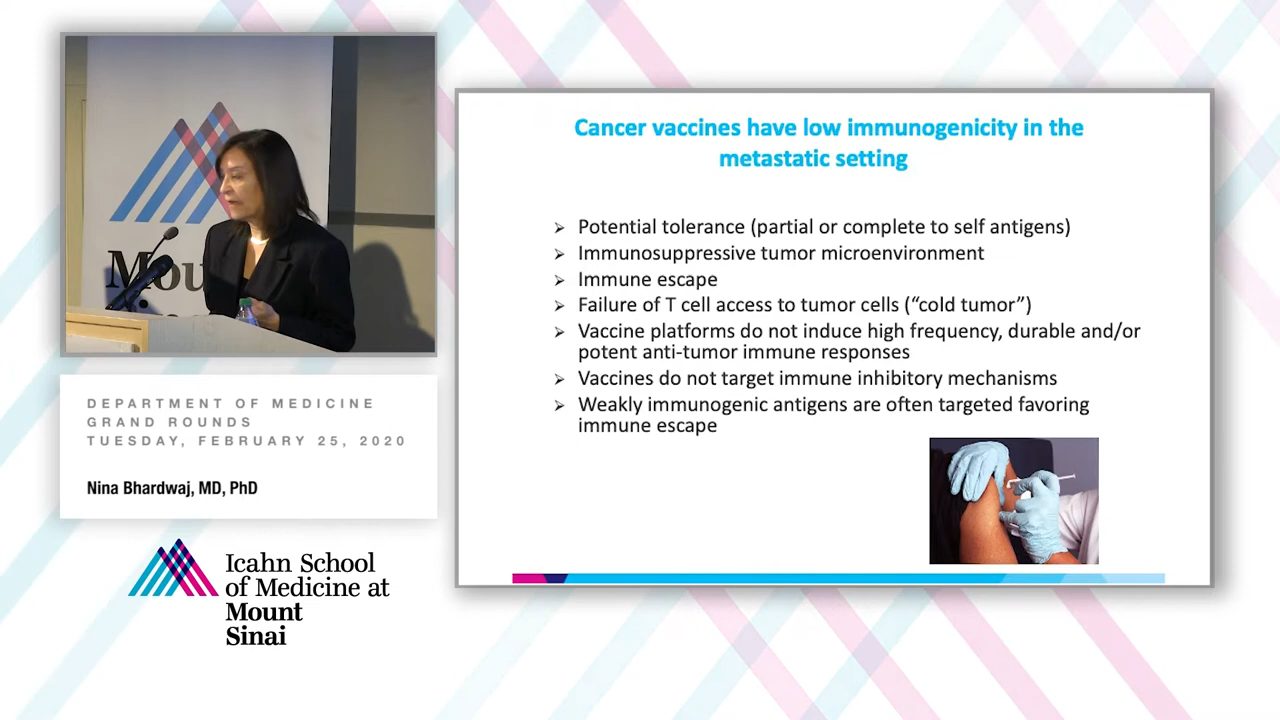 Mou
DEPARTMENT OF MEDICINE
GRAND ROUNDS
TUESDAY, FEBRUARY 25, 2020
Nina Bhardwaj, MD, PhD
Icahn School
of Medicine at
Mount
Sinai
Cancer vaccines have low immunogenicity in the
metastatic setting
➢ Potential tolerance (partial or complete to self antigens)
➢ Immunosuppressive tumor microenvironment
➢ Immune escape
➢ Failure of T cell access to tumor cells (“cold tumor”)
➢ Vaccine platforms do not induce high frequency, durable and/or
potent anti-tumor immune responses
➢ Vaccines do not target immune inhibitory mechanisms
➢ Weakly immunogenic antigens are often targeted favoring
immune escape